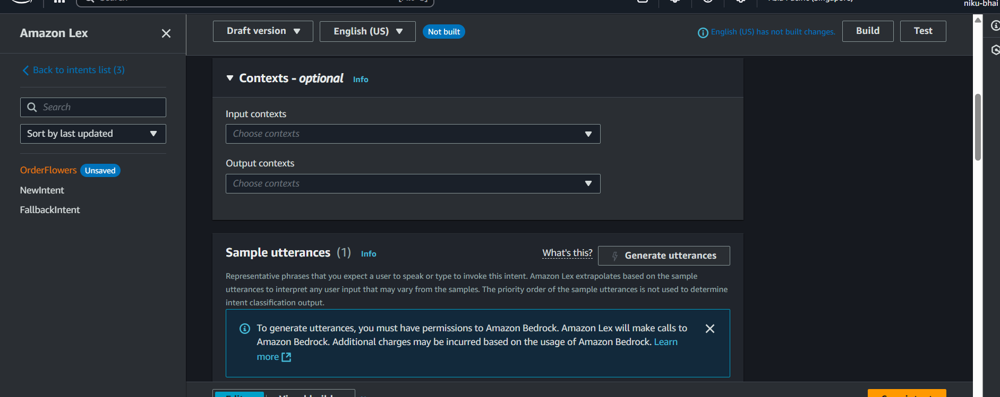 niku-bhai
Amazon Lex
Draft version
English (US)
Not built
English (US) has not built changes.
Build
Test
Back to intents list (3)
Search
Sort by last updated
OrderFlowers
Unsaved
NewIntent
FallbackIntent
Contexts - optional
Info
Input contexts
Choose contexts
Output contexts
Choose contexts
Sample utterances (1)
Info
What's this?
Generate utterances
Representative phrases that you expect a user to speak or type to invoke this intent. Amazon Lex extrapolates based on the sample
utterances to interpret any user input that may vary from the samples. The priority order of the sample utterances is not used to determine
intent classification output.
To generate utterances, you must have permissions to Amazon Bedrock. Amazon Lex will make calls to
Amazon Bedrock. Additional charges may be incurred based on the usage of Amazon Bedrock. Learn
more